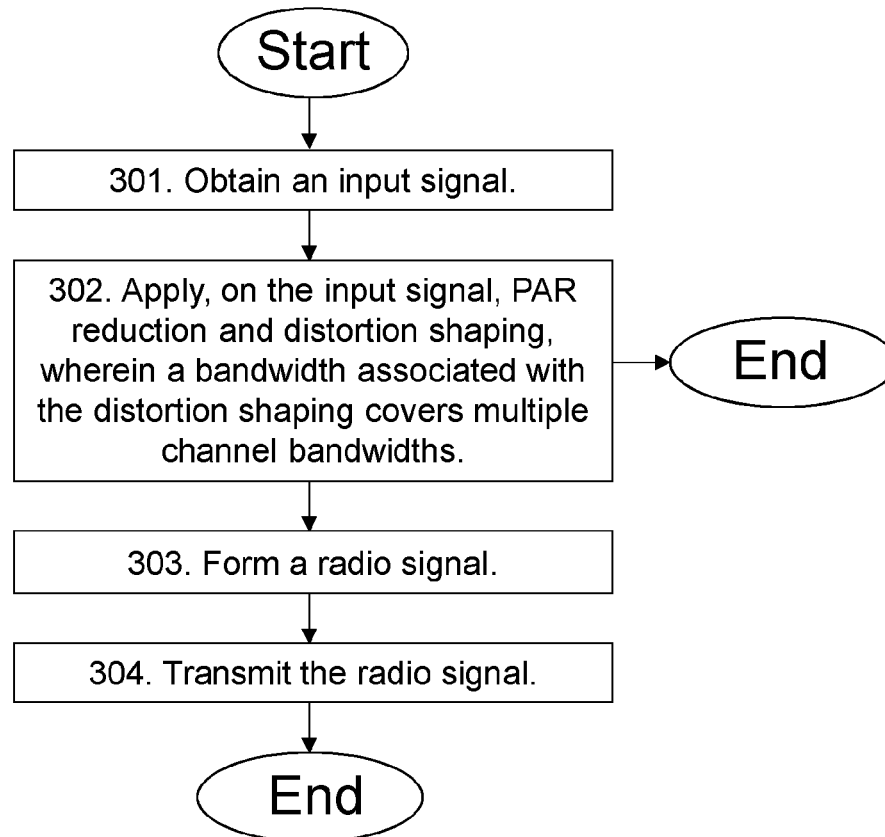 Start
301. Obtain an input signal.
302. Apply, on the input signal, PAR
reduction and distortion shaping,
wherein a bandwidth associated with
the distortion shaping covers multiple
channel bandwidths.
End
303. Form a radio signal.
304. Transmit the radio signal.
End